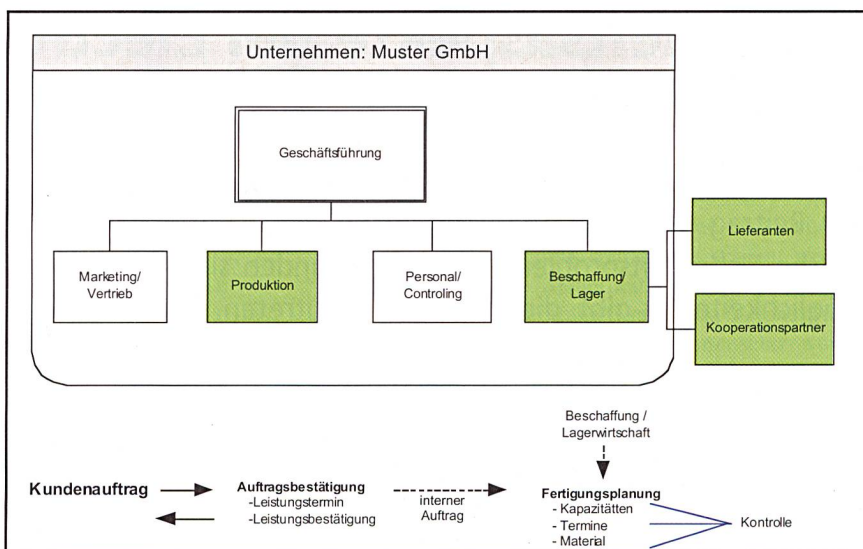 Unternehmen: Muster GmbH
Geschäftsführung
Marketing/
Vertrieb
Produktion
Personal/
Controling
Beschaffung/
Lager
Lieferanten
Kooperationspartner
Beschaffung /
Lagerwirtschaft
Kundenauftrag
Auftragsbestätigung
-Leistungstermin
-Leistungsbestätigung
interner
Auftrag
Fertigungsplanung
- Kapazitätten
- Termine
- Material
Kontrolle